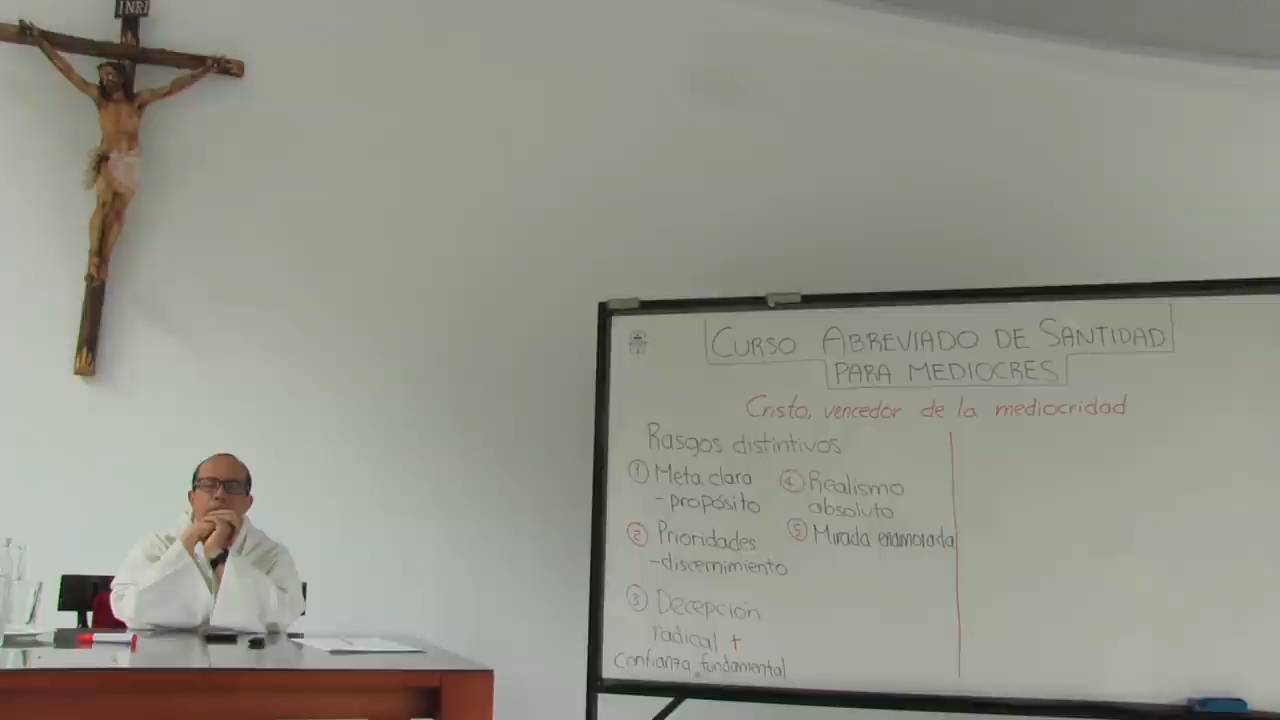 INRI
CURSO ABREVIADO DE SANTIDAD
PARA MEDIOCRES
Cristo, vencedor de la mediocridad
Rasgos distintivos
① Meta clara
- propósito
② Prioridades
- discernimiento
③ Decepción
radical +
confianza fundamental
④ Realismo
absoluto
⑤ Mirada enamorada